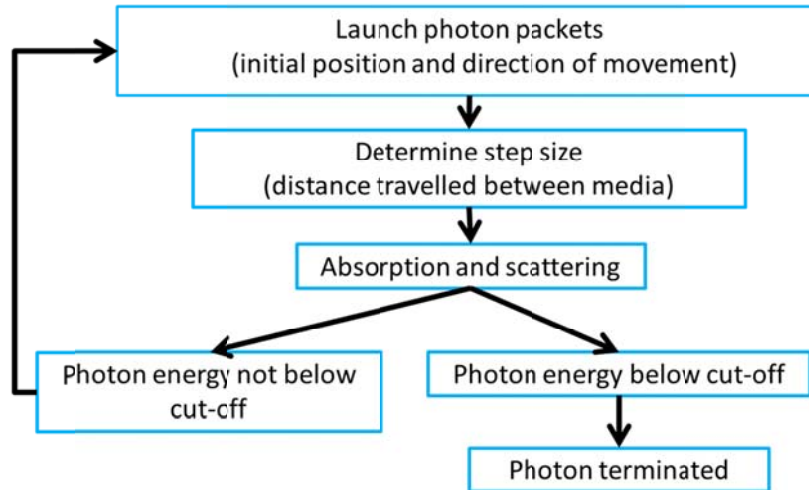 Launch photon packets
(initial position and direction of movement)
Determine step size
(distance travelled between media)
Absorption and scattering
Photon energy not below
cut-off
Photon energy below cut-off
Photon terminated